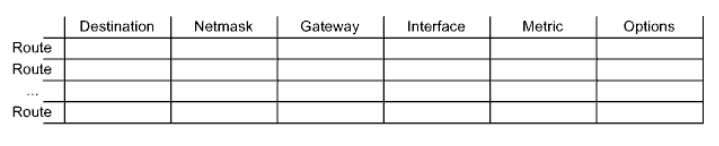 Destination Netmask Gateway Interface Metric Options
Route
Route
...
Route